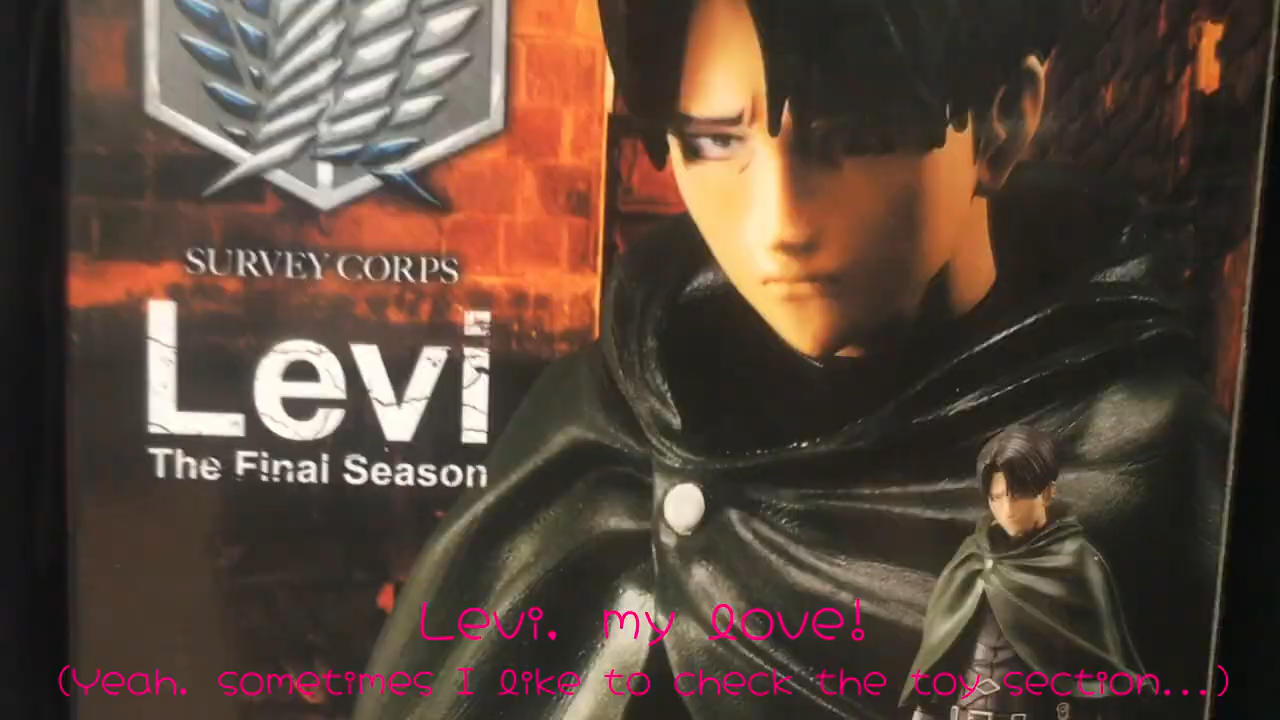 SURVEY CORPS
Levi
The Final Season
Levi. my love!
(Yeah. sometimes I like to check the toy section...)